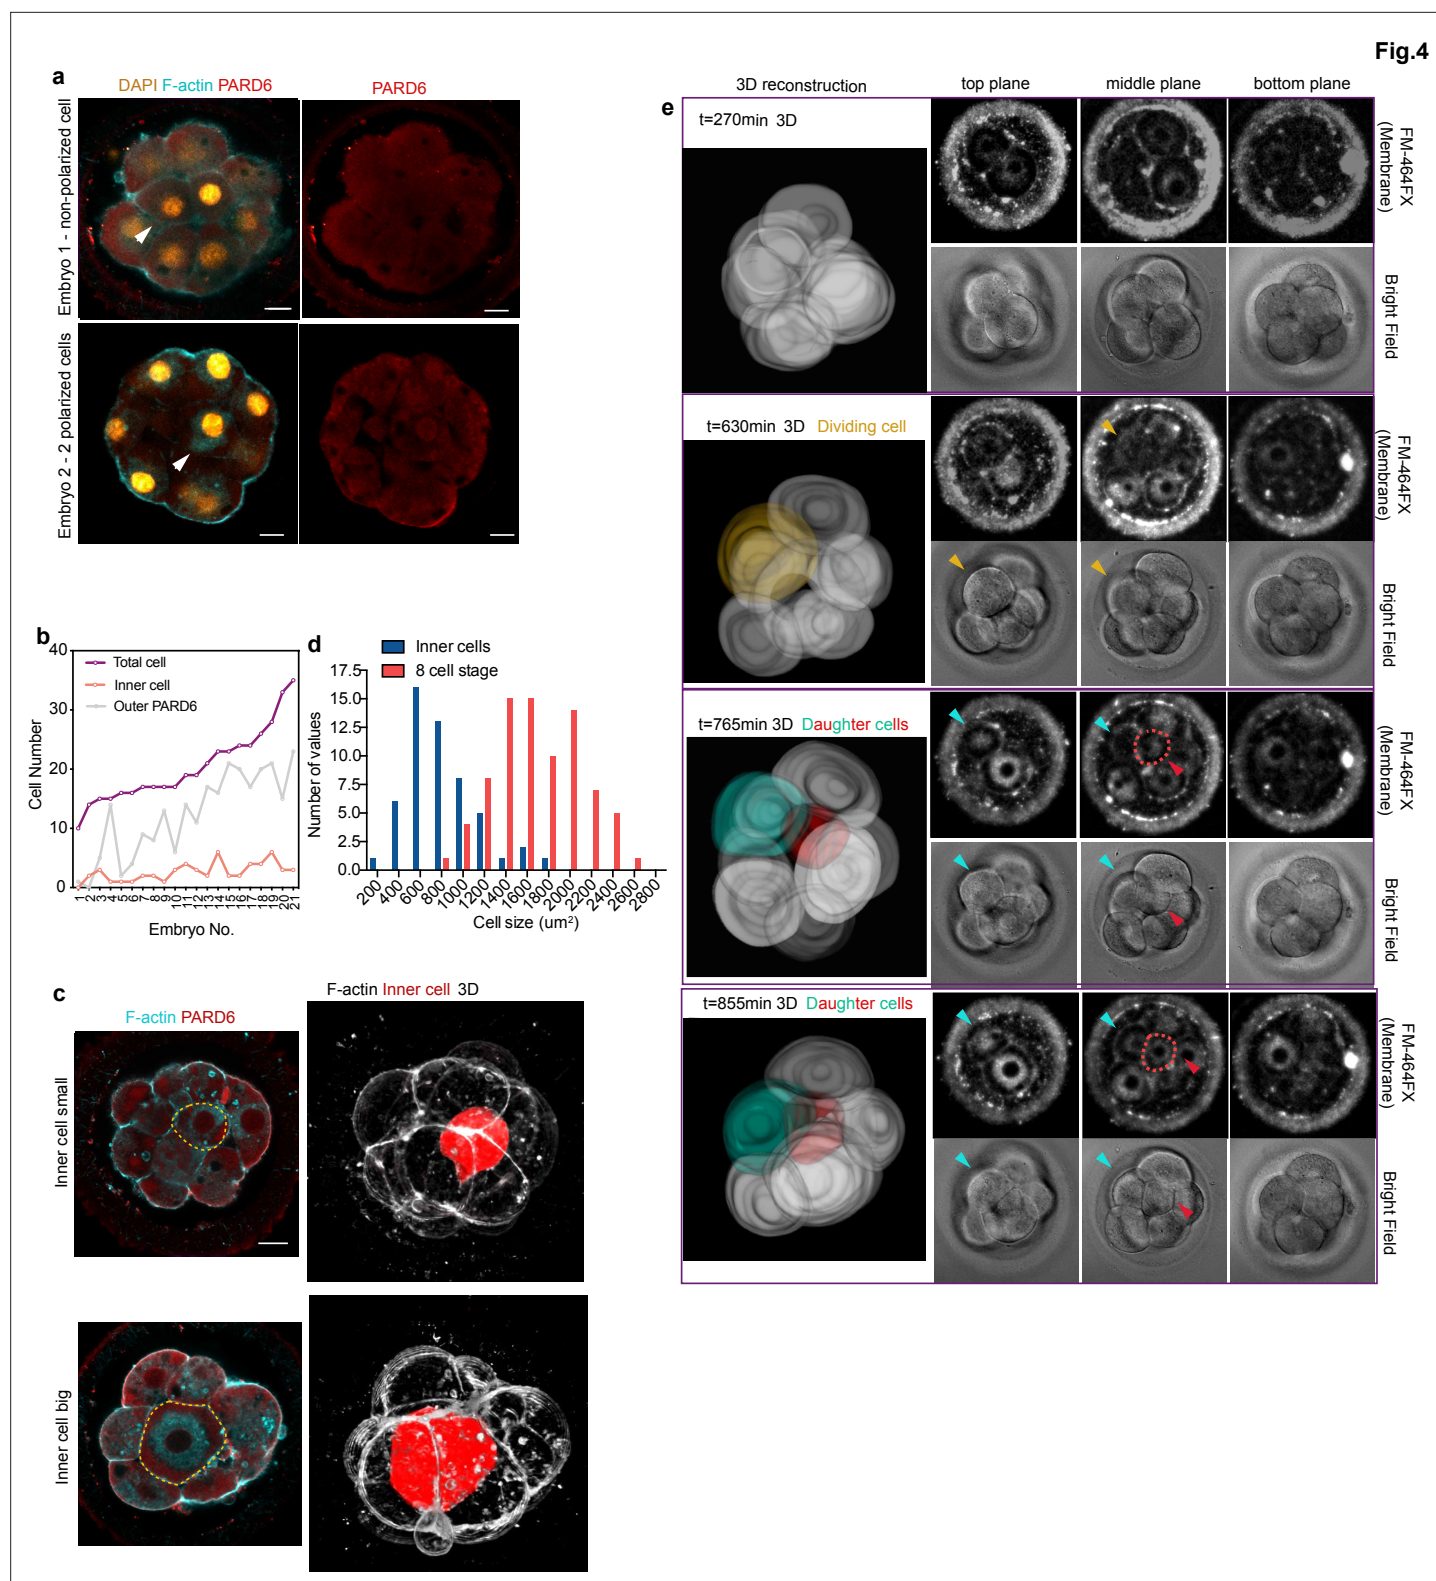 Fig.4
a
DAPI F-actin PARD6
PARD6
Embryo 1 - non-polarized cell
Embryo 2 - 2 polarized cells
b
Cell Number
40
30
20
10
0
Total cell
Inner cell
Outer PARD6
1 2 3 4 5 6 7 8 9 10 11 12 13 14 15 16 17 18 19 20 21
Embryo No.
d
Inner cells
8 cell stage
Number of values
17.5
15.0
12.5
10.0
7.5
5.0
2.5
0.0
200 400 600 800 1000 1200 1400 1600 1800 2000 2200 2400 2600 2800
Cell size (um²)
c
F-actin PARD6
F-actin Inner cell 3D
Inner cell small
Inner cell big
e
3D reconstruction
top plane
middle plane
bottom plane
t=270min 3D
FM-464FX
(Membrane)
Bright Field
t=630min 3D Dividing cell
FM-464FX
(Membrane)
Bright Field
t=765min 3D Daughter cells
FM-464FX
(Membrane)
Bright Field
t=855min 3D Daughter cells
FM-464FX
(Membrane)
Bright Field